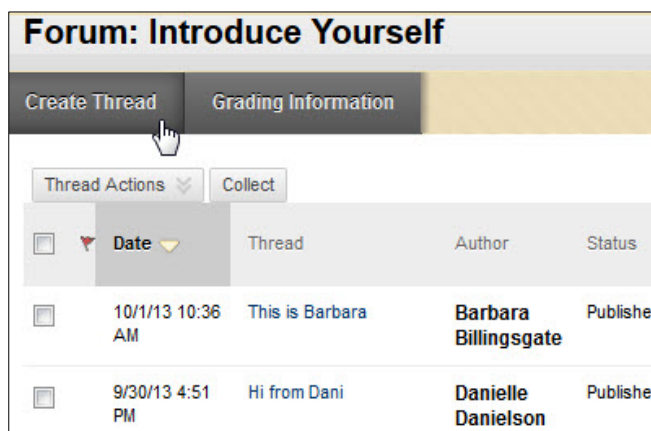 Forum: Introduce Yourself
Create Thread Grading Information
Thread Actions Collect
Date Thread Author Status
10/1/13 10:36 This is Barbara Barbara Publishe
AM Billingsgate
9/30/13 4:51 Hi from Dani Danielle Publishe
PM Danielson